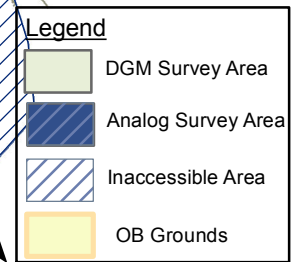 Legend
DGM Survey Area
Analog Survey Area
Inaccessible Area
OB Grounds